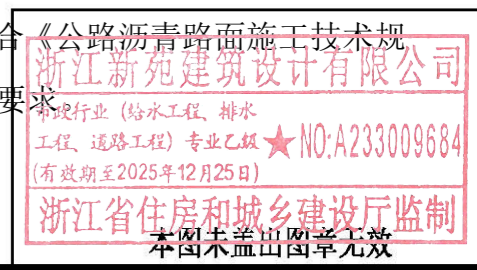 合《公路沥青路面施工技术规
要求。
浙江新苑建筑设计有限公司
市政行业（给水工程、排水
工程、道路工程）专业乙级 ★ NO:A233009684
(有效期至2025年12月25日)
浙江省住房和城乡建设厅监制
本图未盖出图章无效